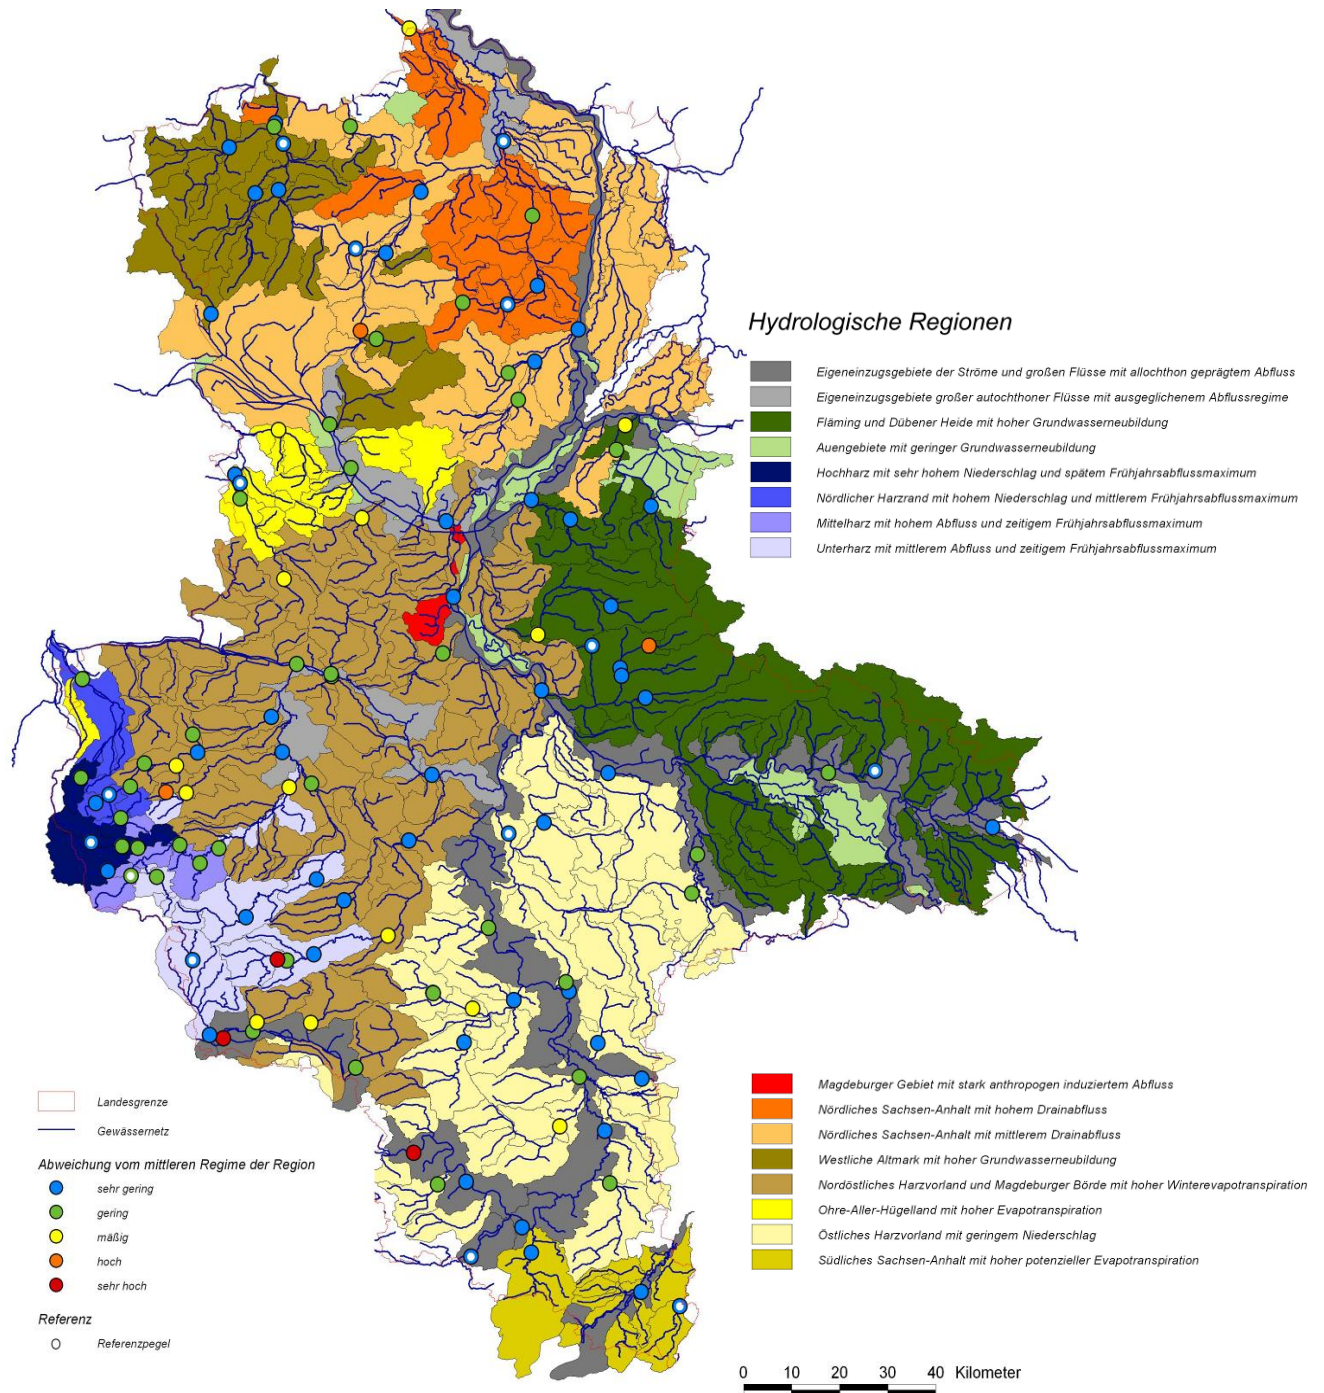 Hydrologische Regionen
Eigeneinzugsgebiete der Ströme und großen Flüsse mit allochthon geprägtem Abfluss
Eigeneinzugsgebiete großer autochthoner Flüsse mit ausgeglichenem Abflussregime
Fläming und Dübener Heide mit hoher Grundwasserneubildung
Auengebiete mit geringer Grundwasserneubildung
Hochharz mit sehr hohem Niederschlag und spätem Frühjahrsabflussmaximum
Nördlicher Harzrand mit hohem Niederschlag und mittlerem Frühjahrsabflussmaximum
Mittelharz mit hohem Abfluss und zeitigem Frühjahrsabflussmaximum
Unterharz mit mittlerem Abfluss und zeitigem Frühjahrsabflussmaximum
Magdeburger Gebiet mit stark anthropogen induziertem Abfluss
Nördliches Sachsen-Anhalt mit hohem Drainabfluss
Nördliches Sachsen-Anhalt mit mittlerem Drainabfluss
Westliche Altmark mit hoher Grundwasserneubildung
Nordöstliches Harzvorland und Magdeburger Börde mit hoher Winterevapotranspiration
Ohre-Aller-Hügelland mit hoher Evapotranspiration
Östliches Harzvorland mit geringem Niederschlag
Südliches Sachsen-Anhalt mit hoher potenzieller Evapotranspiration
Landesgrenze
Gewässernetz
Abweichung vom mittleren Regime der Region
sehr gering
gering
mäßig
hoch
sehr hoch
Referenz
Referenzpegel
0 10 20 30 40 Kilometer